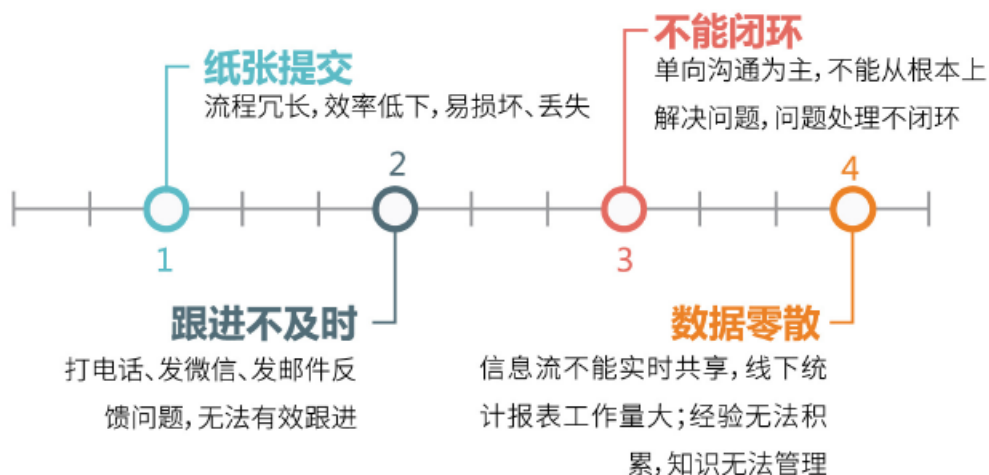 纸张提交
流程冗长，效率低下，易损坏、丢失
1
2
跟进不及时
打电话、发微信、发邮件反
馈问题，无法有效跟进
不能闭环
单向沟通为主，不能从根本上
解决问题，问题处理不闭环
3
4
数据零散
信息流不能实时共享，线下统
计报表工作量大；经验无法积
累，知识无法管理